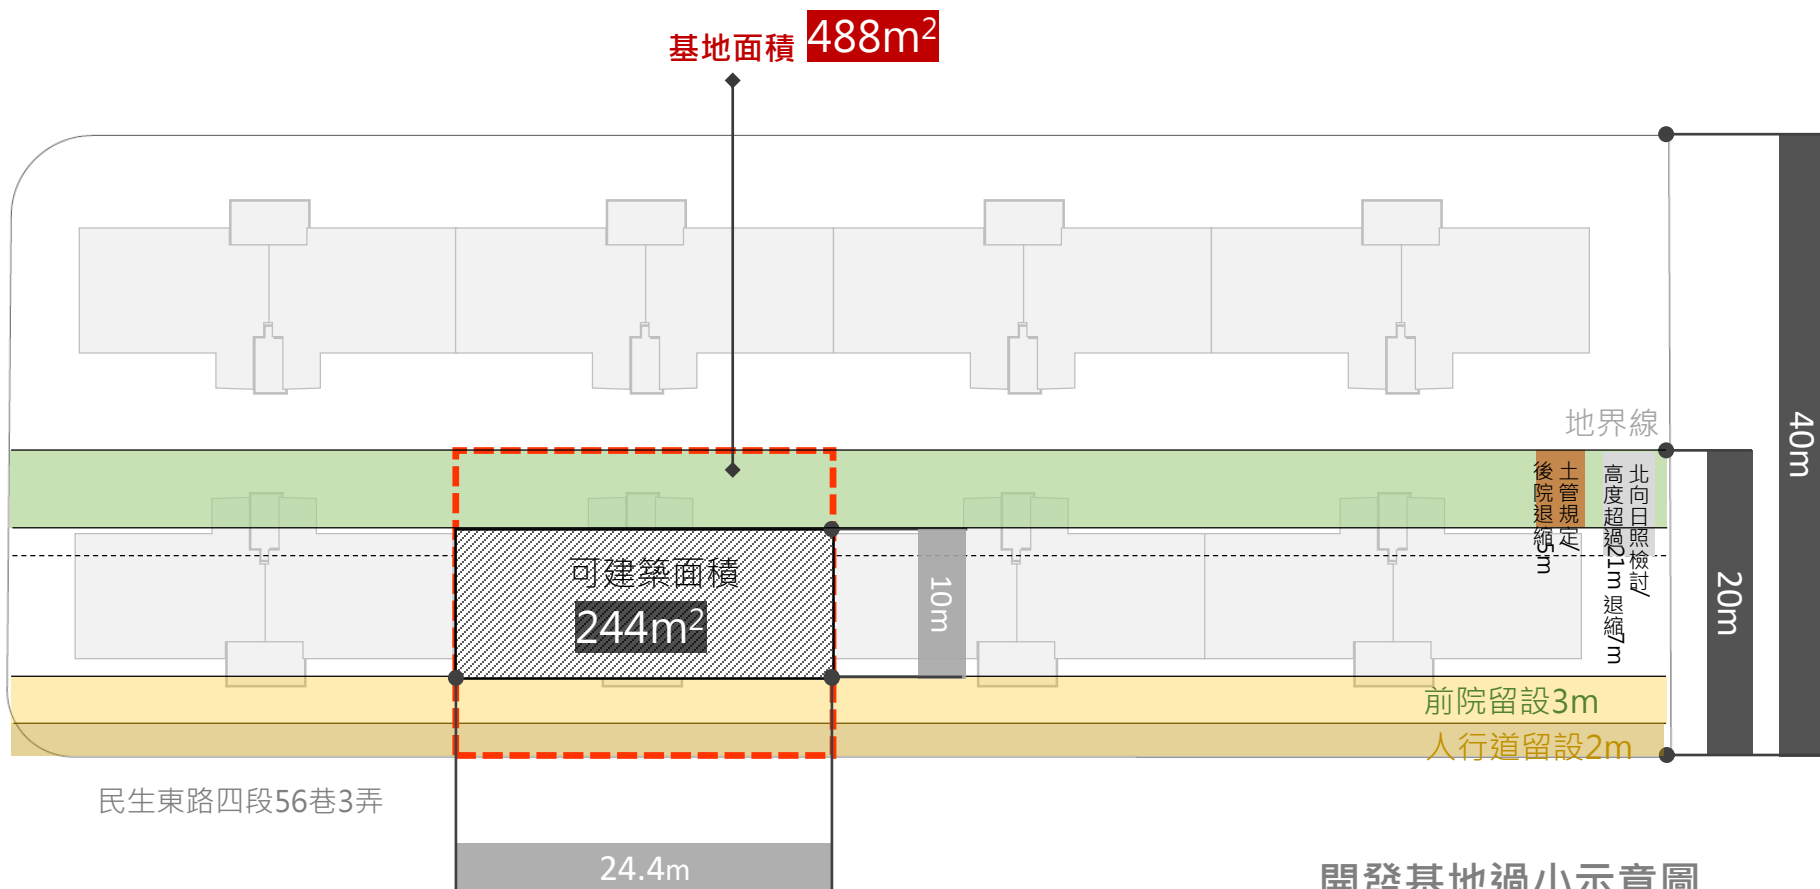 基地面積 488m²
地界線
40m
土管規定/
後院退縮5m
北向日照檢討/
高度超過21m 退縮7m
可建築面積
244m²
10m
20m
前院留設3m
人行道留設2m
民生東路四段56巷3弄
24.4m
開發基地過小示意圖